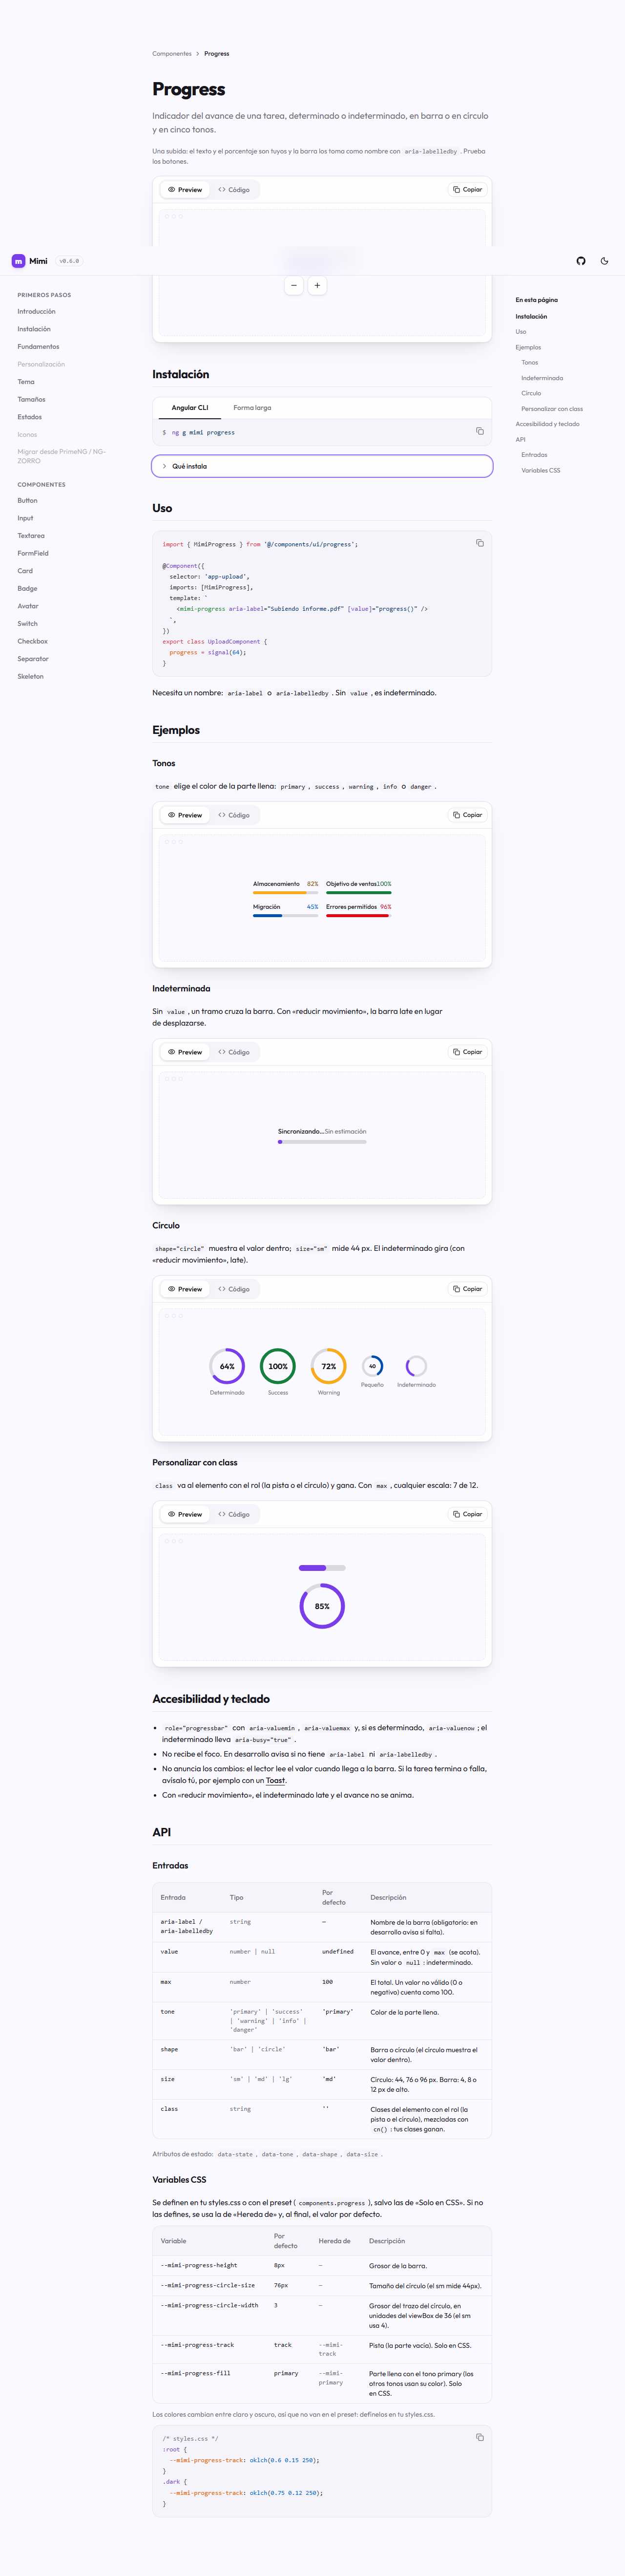 Componentes > Progress
Progress
Indicador del avance de una tarea, determinado o indeterminado, en barra o en círculo
y en cinco tonos.
Una subida: el texto y el porcentaje son tuyos y la barra los toma como nombre con aria-labelledby . Prueba
los botones.
Preview
Código
Copiar
m Mimi v0.6.0
PRIMEROS PASOS
Introducción
Instalación
Fundamentos
Personalización
Tema
Tamaños
Estados
Iconos
Migrar desde PrimeNG / NG-
ZORRO
COMPONENTES
Button
Input
Textarea
FormField
Card
Badge
Avatar
Switch
Checkbox
Separator
Skeleton
En esta página
Instalación
Uso
Ejemplos
Tonos
Indeterminada
Círculo
Personalizar con class
Accesibilidad y teclado
API
Entradas
Variables CSS
− +
Instalación
Angular CLI Forma larga
$ ng g mimi progress
> Qué instala
Uso
import { MimiProgress } from '@/components/ui/progress';
@Component({
selector: 'app-upload',
imports: [MimiProgress],
template: `
<mimi-progress aria-label="Subiendo informe.pdf" [value]="progress()" />
`,
})
export class UploadComponent {
progress = signal(64);
}
Necesita un nombre: aria-label o aria-labelledby . Sin value , es indeterminado.
Ejemplos
Tonos
tone elige el color de la parte llena: primary , success , warning , info o danger .
Preview
Código
Copiar
Almacenamiento 82% Objetivo de ventas 100%
Migración 45% Errores permitidos 96%
Indeterminada
Sin value , un tramo cruza la barra. Con «reducir movimiento», la barra late en lugar
de desplazarse.
Preview
Código
Copiar
Sincronizando... Sin estimación
Círculo
shape="circle" muestra el valor dentro; size="sm" mide 44 px. El indeterminado gira (con
«reducir movimiento», late).
Preview
Código
Copiar
64% 100% 72% 40
Determinado Success Warning Pequeño Indeterminado
Personalizar con class
class va al elemento con el rol (la pista o el círculo) y gana. Con max , cualquier escala: 7 de 12.
Preview
Código
Copiar
85%
Accesibilidad y teclado
• role="progressbar" con aria-valuemin , aria-valuemax y, si es determinado, aria-valuenow ; el
indeterminado lleva aria-busy="true" .
• No recibe el foco. En desarrollo avisa si no tiene aria-label ni aria-labelledby .
• No anuncia los cambios: el lector lee el valor cuando llega a la barra. Si la tarea termina o falla,
avísalo tú, por ejemplo con un Toast.
• Con «reducir movimiento», el indeterminado late y el avance no se anima.
API
Entradas
Entrada Tipo Por defecto Descripción
aria-label / aria-labelledby string — Nombre de la barra (obligatorio: en desarrollo avisa si falta).
value number | null undefined El avance, entre 0 y max (se acota). Sin valor o null : indeterminado.
max number 100 El total. Un valor no válido (0 o negativo) cuenta como 100.
tone 'primary' | 'success' | 'warning' | 'info' | 'danger' 'primary' Color de la parte llena.
shape 'bar' | 'circle' 'bar' Barra o círculo (el círculo muestra el valor dentro).
size 'sm' | 'md' | 'lg' 'md' Círculo: 44, 76 o 96 px. Barra: 4, 8 o 12 px de alto.
class string '' Clases del elemento con el rol (la pista o el círculo), mezcladas con cn() : tus clases ganan.
Atributos de estado: data-state , data-tone , data-shape , data-size .
Variables CSS
Se definen en tu styles.css o con el preset ( components.progress ), salvo las de «Solo en CSS». Si no
las defines, se usa la de «Hereda de» y, al final, el valor por defecto.
Variable Por defecto Hereda de Descripción
--mimi-progress-height 8px — Grosor de la barra.
--mimi-progress-circle-size 76px — Tamaño del círculo (el sm mide 44px).
--mimi-progress-circle-width 3 — Grosor del trazo del círculo, en unidades del viewBox de 36 (el sm usa 4).
--mimi-progress-track track --mimi-track Pista (la parte vacía). Solo en CSS.
--mimi-progress-fill primary --mimi-primary Parte llena con el tono primary (los otros tonos usan su color). Solo en CSS.
Los colores cambian entre claro y oscuro, así que no van en el preset: defínelos en tu styles.css.
/* styles.css */
:root {
--mimi-progress-track: oklch(0.6 0.15 250);
}
.dark {
--mimi-progress-track: oklch(0.75 0.12 250);
}